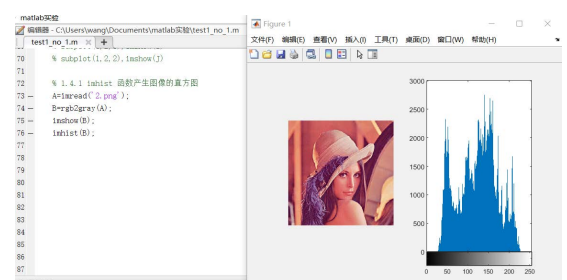 matlab实验
编辑器 - C:\Users\wang\Documents\matlab实验\test1_no_1.m
test1_no_1.m
70 % subplot(1,2,2),imshow(J)
71
72 % 1.4.1 imhist 函数产生图像的直方图
73 — A=imread('2.png');
74 — B=rgb2gray(A);
75 — imshow(B);
76 — imhist(B);
77
78
79
80
81
82
83
84
85
86
87
Figure 1
文件(F) 编辑(E) 查看(V) 插入(I) 工具(T) 桌面(D) 窗口(W) 帮助(H)
3000
2500
2000
1500
1000
500
0
0 50 100 150 200 250